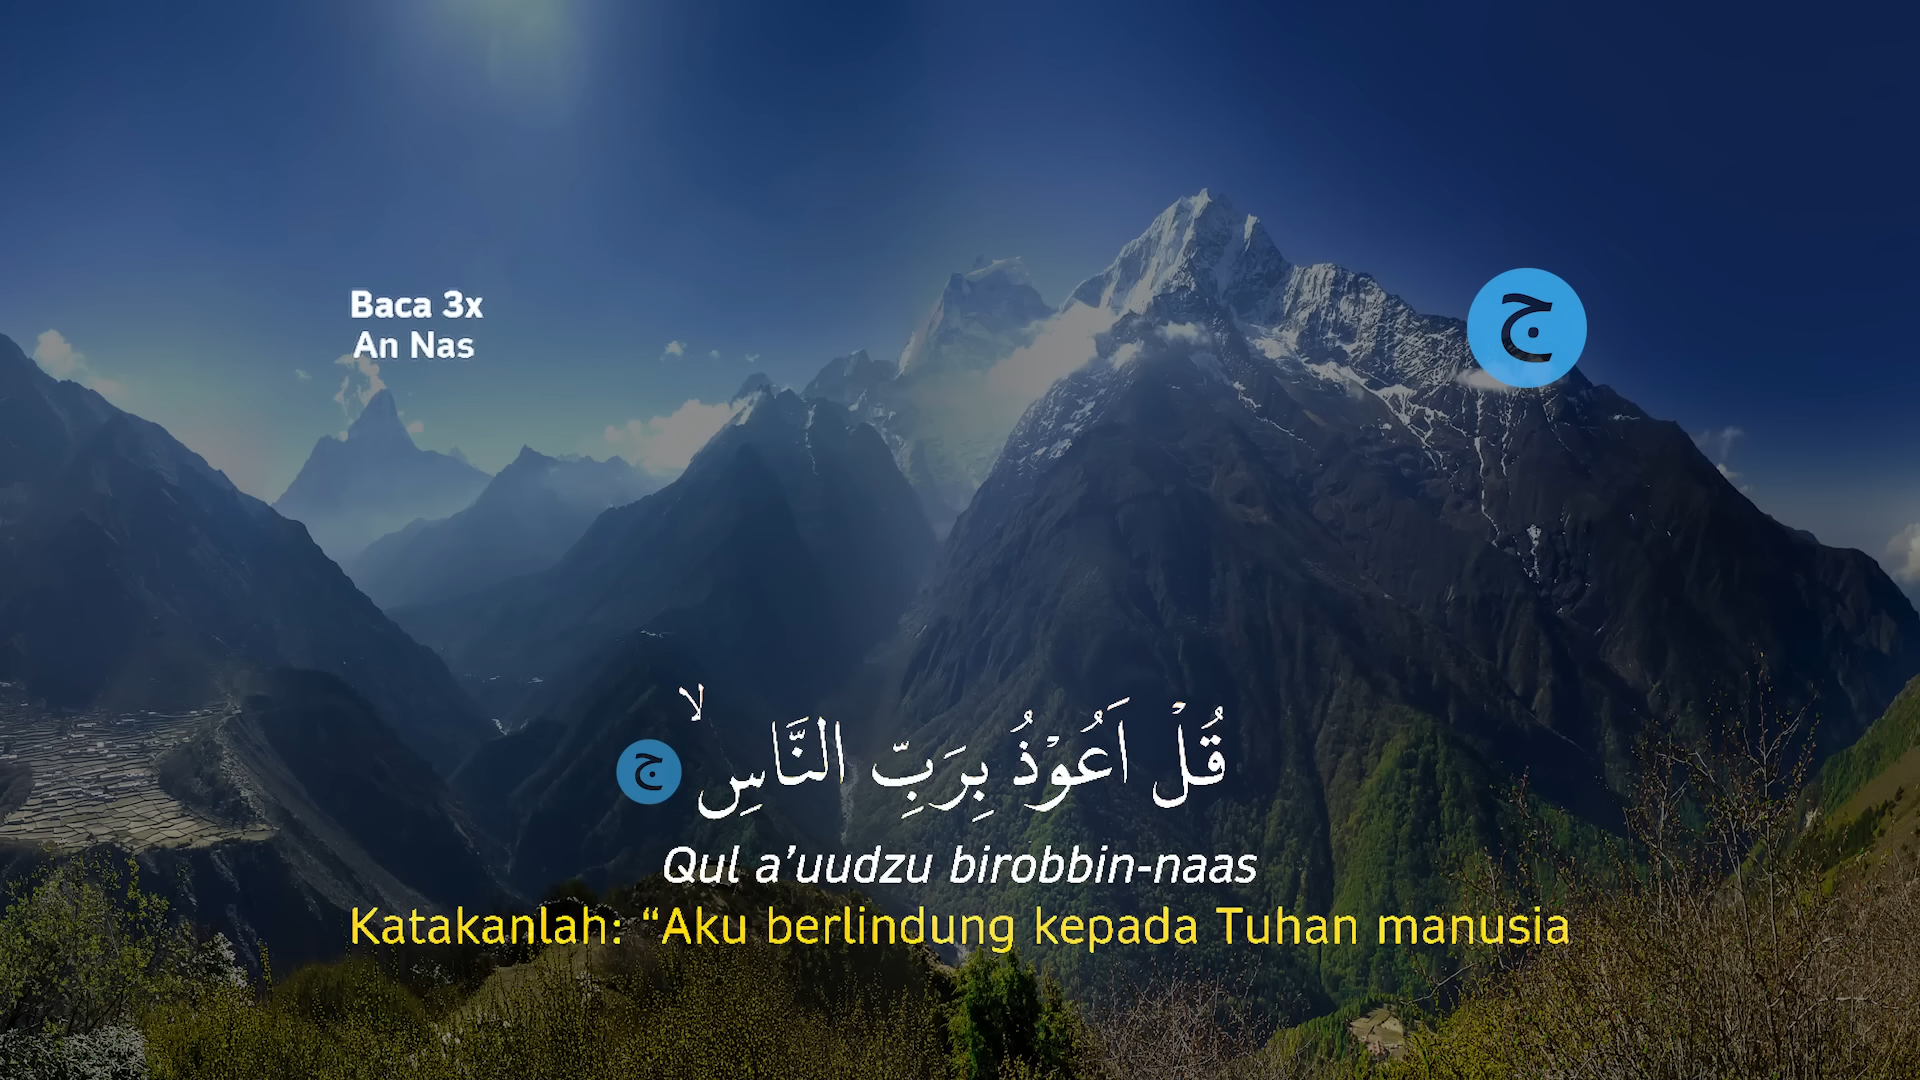 Baca 3x
An Nas
ج
قُلْ اَعُوْذُ بِرَبِّ النَّاسِۙ ج
Qul a’uudzu birobbin-naas
Katakanlah: “Aku berlindung kepada Tuhan manusia